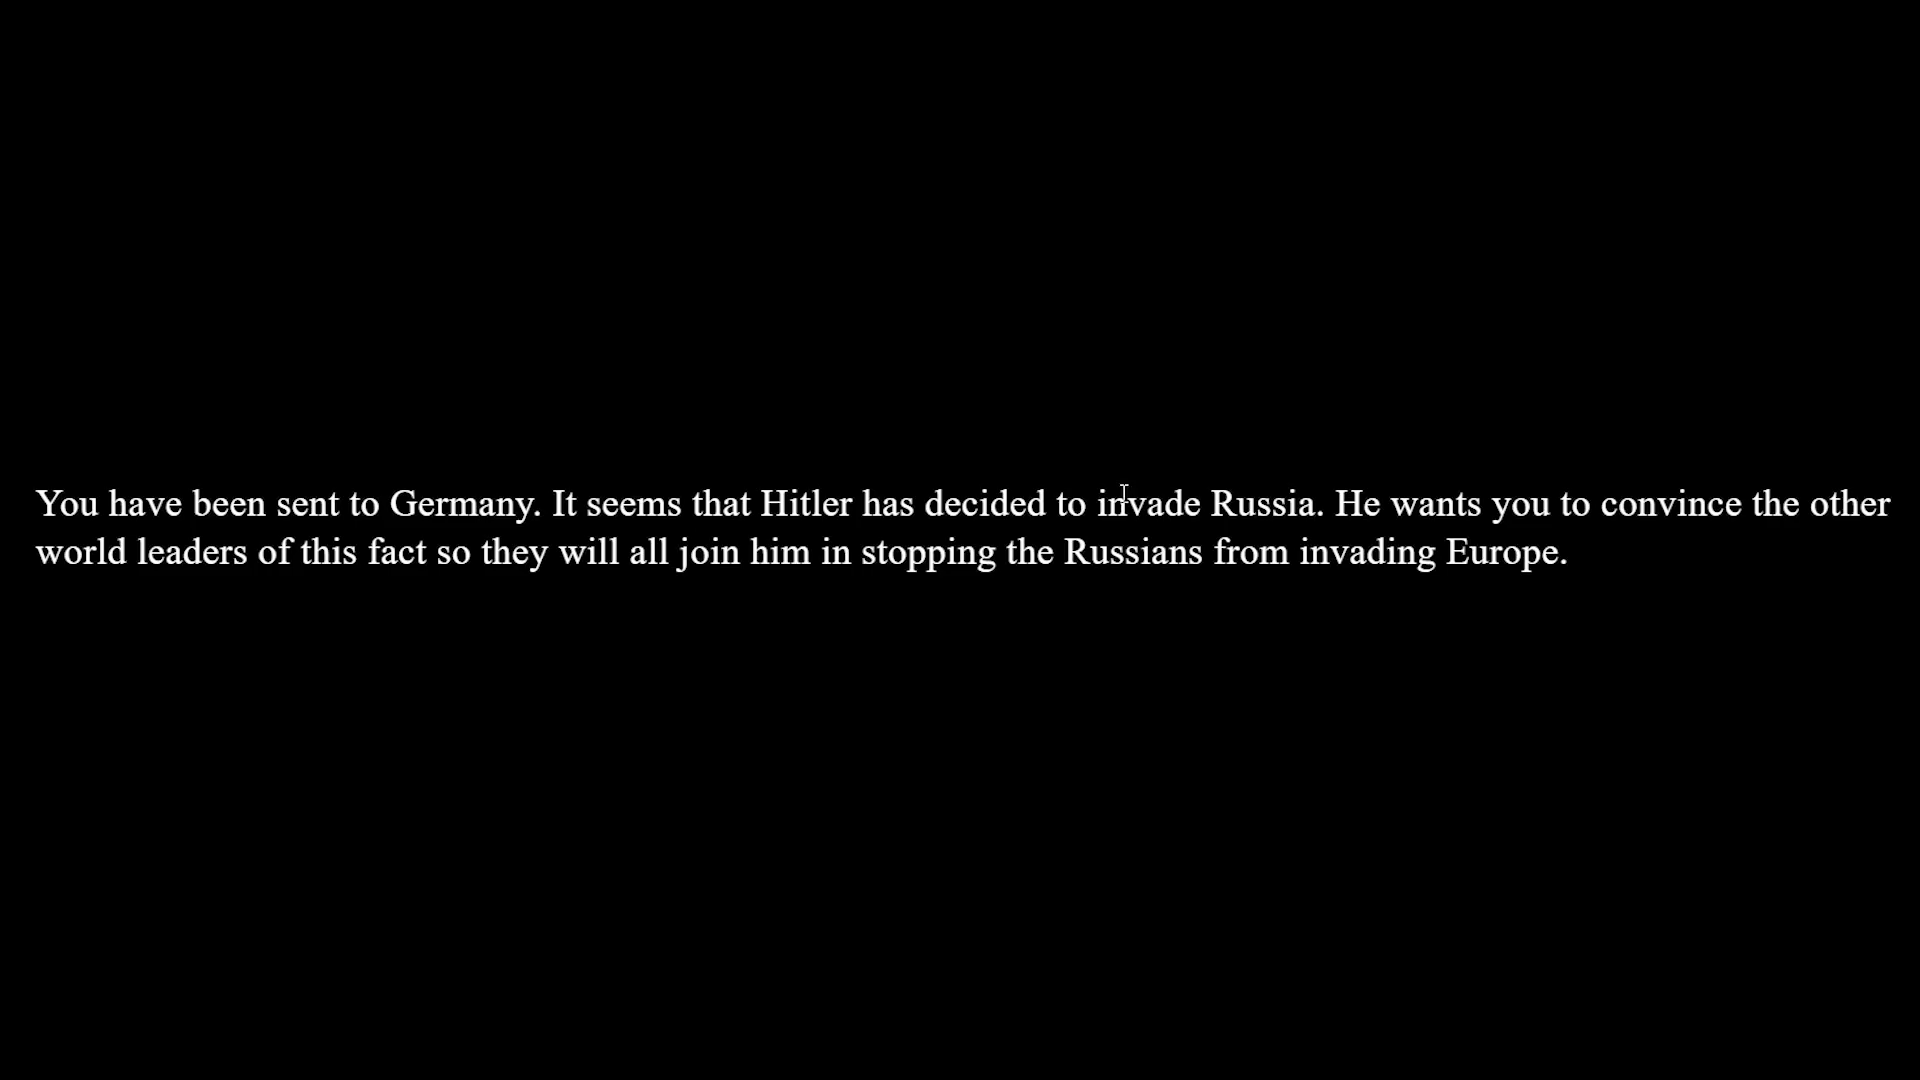 You have been sent to Germany. It seems that Hitler has decided to invade Russia. He wants you to convince the other
world leaders of this fact so they will all join him in stopping the Russians from invading Europe.